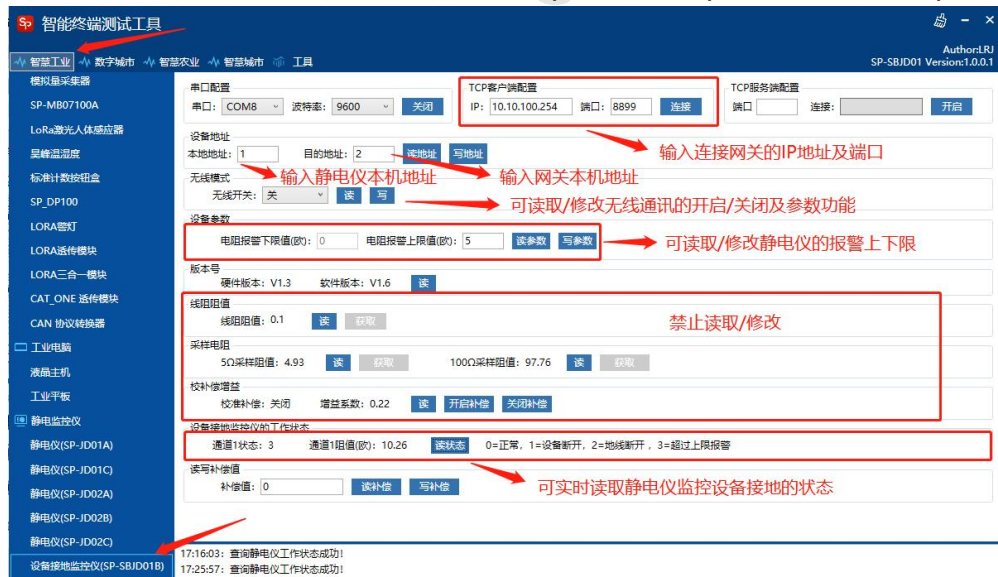 智能终端测试工具
智慧工业 数字城市 智慧农业 智慧城市 工具
Author:LRJ
SP-SBJD01 Version:1.0.0.1
模拟量采集器
SP-MB07100A
LoRa激光人体感应器
昊峰温湿度
标准计数按钮盒
SP_DP100
LORA警灯
LORA透传模块
LORA三合一模块
CAT_ONE 透传模块
CAN 协议转换器
工业电脑
液晶主机
工业平板
静电监控仪
静电仪(SP-JD01A)
静电仪(SP-JD01C)
静电仪(SP-JD02A)
静电仪(SP-JD02B)
静电仪(SP-JD02C)
设备接地监控仪(SP-SBJD01B)
串口配置
串口: COM8 波特率: 9600 关闭
TCP客户端配置
IP: 10.10.100.254 端口: 8899 连接
TCP服务端配置
端口 连接: 开启
输入连接网关的IP地址及端口
设备地址
本地地址: 1 目的地址: 2 读地址 写地址
输入静电仪本机地址 输入网关本机地址
无线模式
无线开关: 关 读 写
可读取/修改无线通讯的开启/关闭及参数功能
设备参数
电阻报警下限值(欧): 0 电阻报警上限值(欧): 5 读参数 写参数
可读取/修改静电仪的报警上下限
版本号
硬件版本: V1.3 软件版本: V1.6 读
线阻阻值
线阻阻值: 0.1 读 获取
禁止读取/修改
采样电阻
5Ω采样阻值: 4.93 读 获取 100Ω采样阻值: 97.76 读 获取
校补偿增益
校准补偿: 关闭 增益系数: 0.22 读 开启补偿 关闭补偿
设备接地监控仪的工作状态
通道1状态: 3 通道1阻值(欧): 10.26 读状态 0=正常, 1=设备断开, 2=地线断开, 3=超过上限报警
读写补偿值
补偿值: 0 读补偿 写补偿
可实时读取静电仪监控设备接地的状态
17:16:03: 查询静电仪工作状态成功!
17:25:57: 查询静电仪工作状态成功!